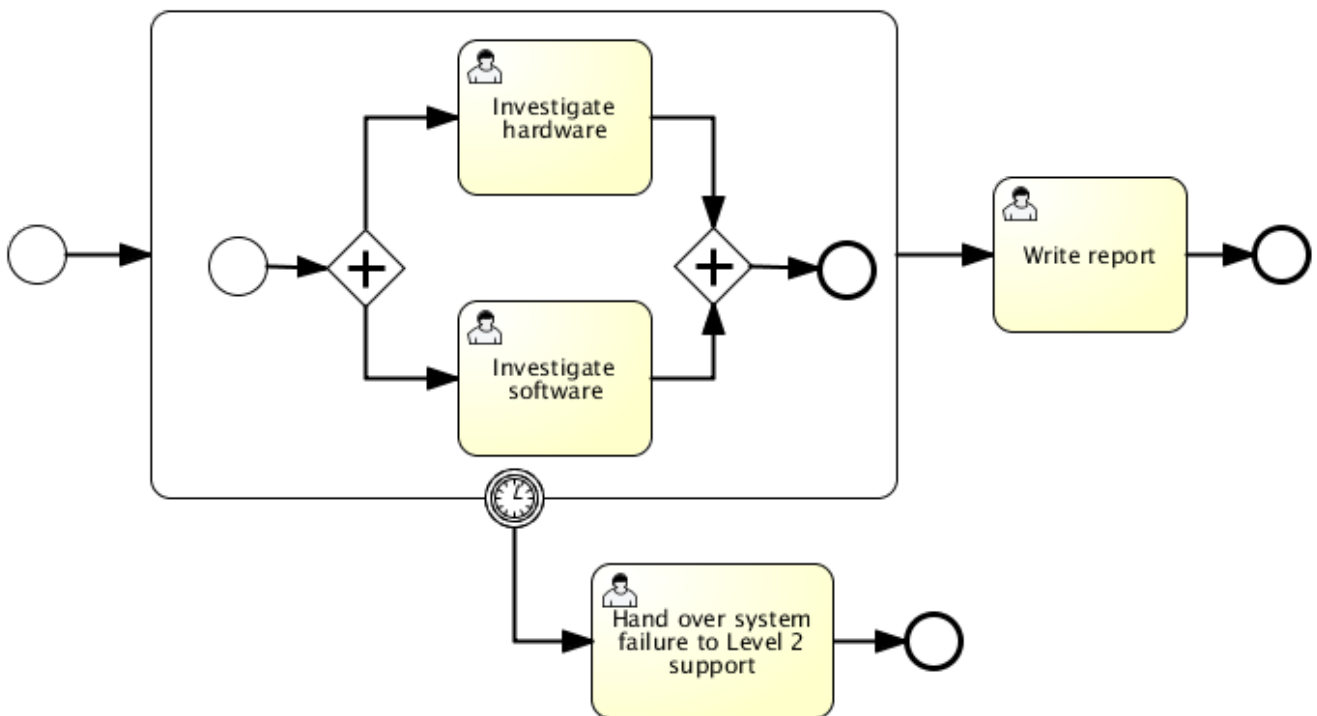 Investigate
hardware
Write report
Investigate
software
Hand over system
failure to Level 2
support